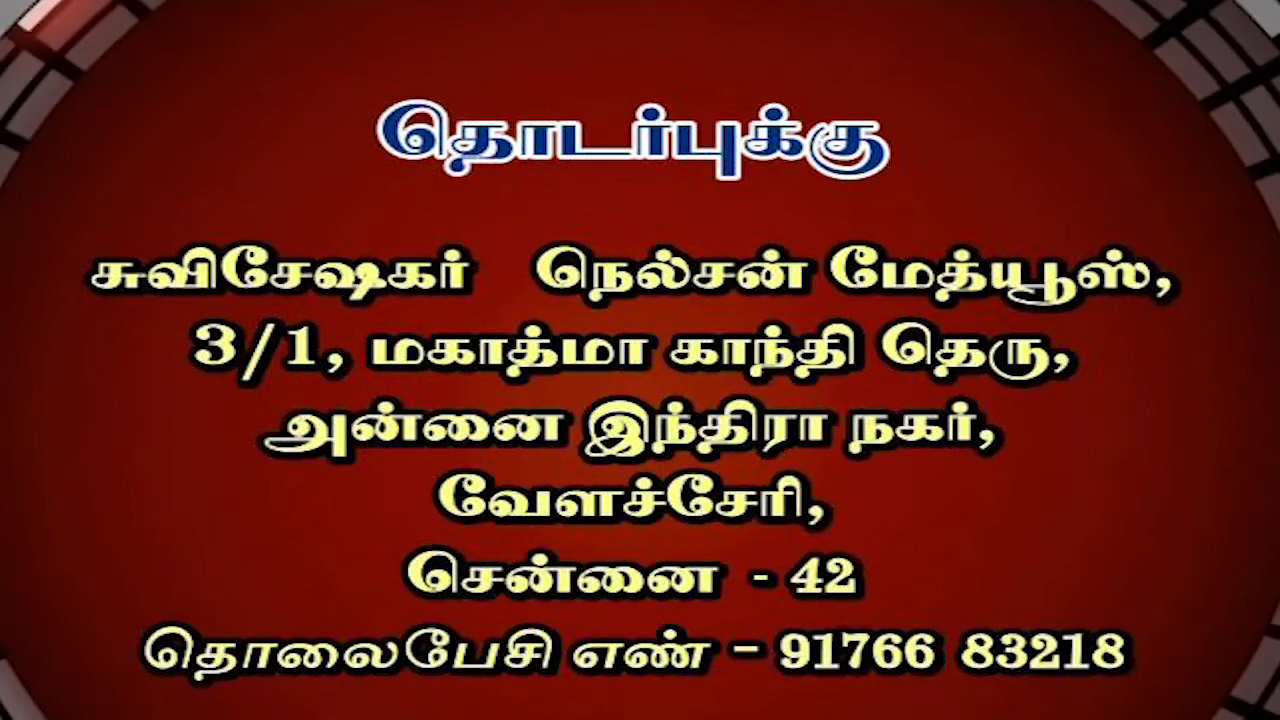 தொடர்புக்கு
சுவிசேஷகர் நெல்சன் மேத்யூஸ்,
3/1, மகாத்மா காந்தி தெரு,
அன்னை இந்திரா நகர்,
வேளச்சேரி,
சென்னை - 42
தொலைபேசி எண் - 91766 83218